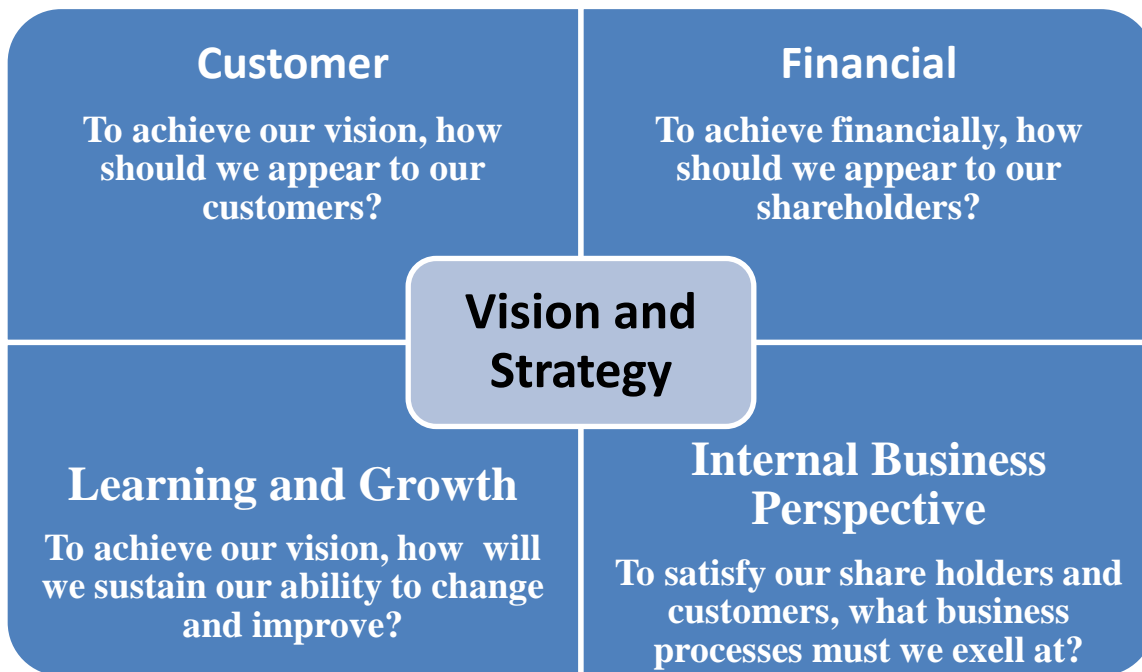 Customer
To achieve our vision, how
should we appear to our
customers?
Financial
To achieve financially, how
should we appear to our
shareholders?
Vision and
Strategy
Learning and Growth
To achieve our vision, how  will
we sustain our ability to change
and improve?
Internal Business
Perspective
To satisfy our share holders and
customers, what business
processes must we exell at?